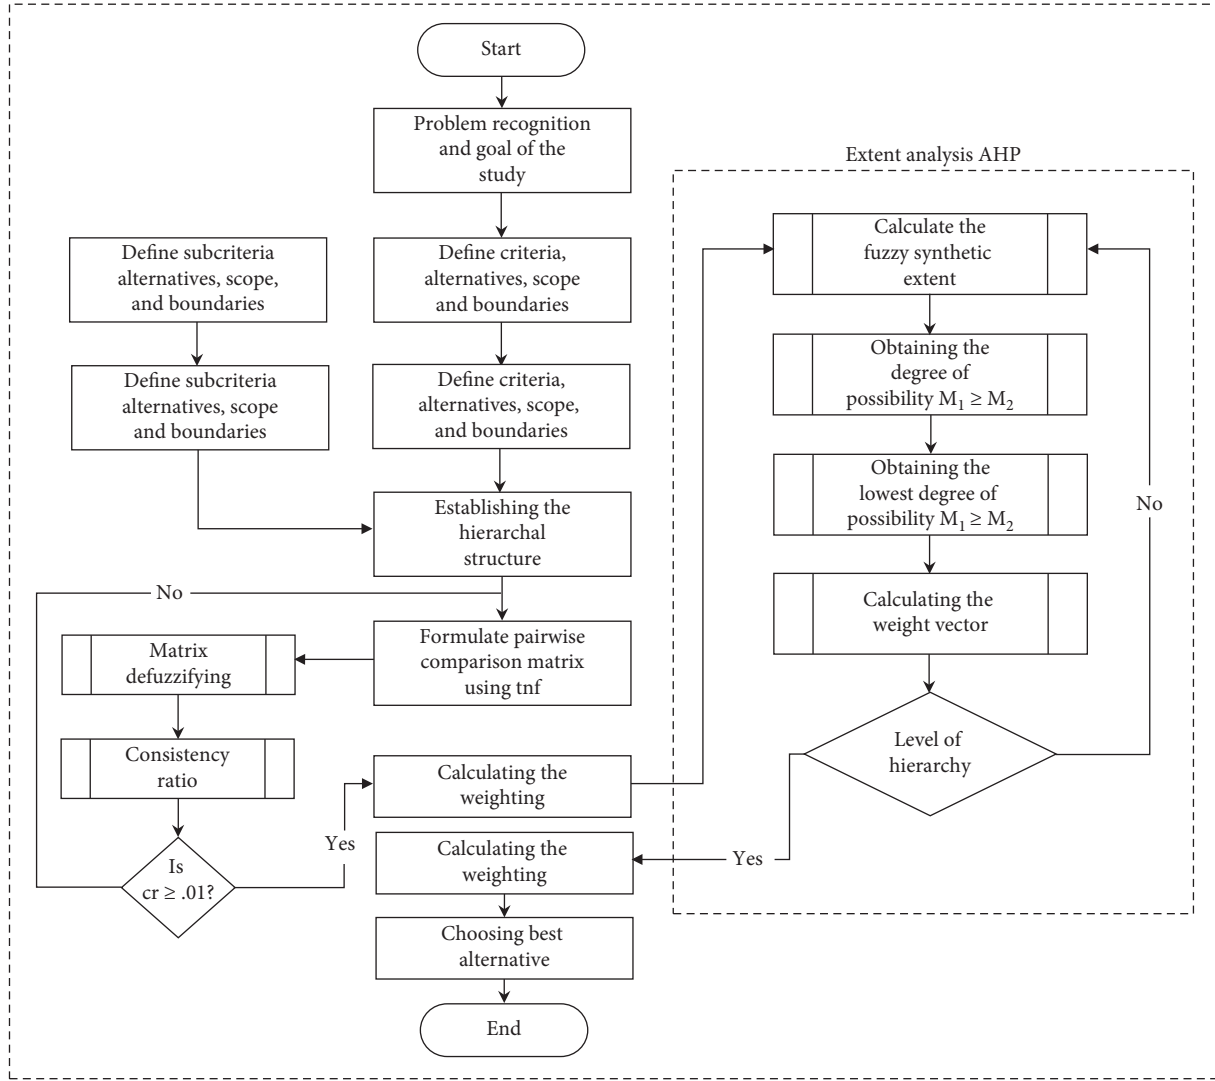 Start
Problem recognition
and goal of the
study
Define subcriteria
alternatives, scope,
and boundaries
Define criteria,
alternatives, scope
and boundaries
Define subcriteria
alternatives, scope
and boundaries
Define criteria,
alternatives, scope,
and boundaries
Establishing the
hierarchal
structure
No
Formulate pairwise
comparison matrix
using tnf
Matrix
defuzzifying
Consistency
ratio
Is
cr ≥ .01?
Yes
Calculating the
weighting
Extent analysis AHP
Calculate the
fuzzy synthetic
extent
Obtaining the
degree of
possibility M₁ ≥ M₂
Obtaining the
lowest degree of
possibility M₁ ≥ M₂
Calculating the
weight vector
Level of
hierarchy
No
Yes
Calculating the
weighting
Choosing best
alternative
End